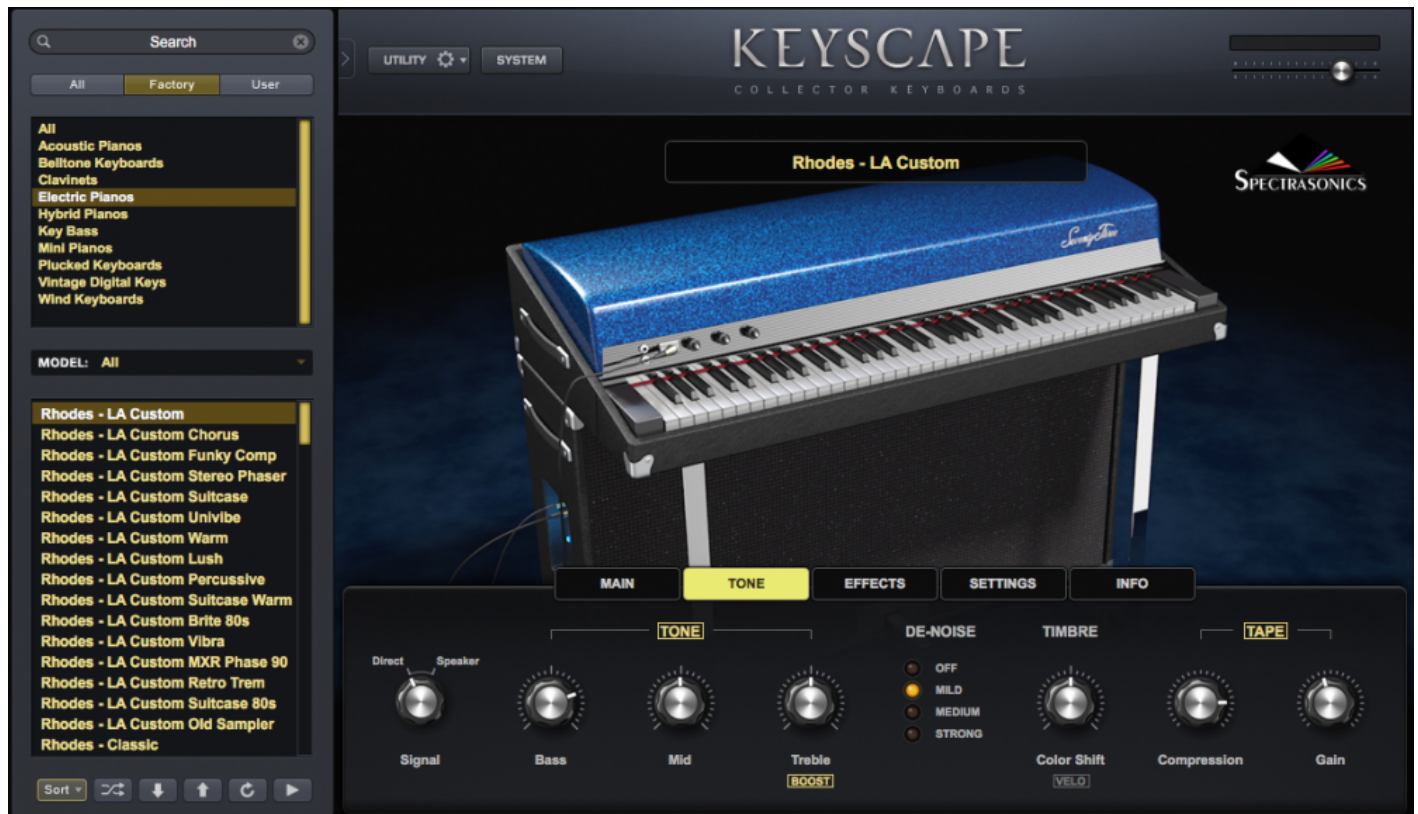 Search
All Factory User
All
Acoustic Pianos
Belltone Keyboards
Clavinets
Electric Pianos
Hybrid Pianos
Key Bass
Mini Pianos
Plucked Keyboards
Vintage Digital Keys
Wind Keyboards
MODEL: All
Rhodes - LA Custom
Rhodes - LA Custom Chorus
Rhodes - LA Custom Funky Comp
Rhodes - LA Custom Stereo Phaser
Rhodes - LA Custom Suitcase
Rhodes - LA Custom Univibe
Rhodes - LA Custom Warm
Rhodes - LA Custom Lush
Rhodes - LA Custom Percussive
Rhodes - LA Custom Suitcase Warm
Rhodes - LA Custom Brite 80s
Rhodes - LA Custom Vibra
Rhodes - LA Custom MXR Phase 90
Rhodes - LA Custom Retro Trem
Rhodes - LA Custom Suitcase 80s
Rhodes - LA Custom Old Sampler
Rhodes - Classic
Sort
UTILITY SYSTEM
KEYSCAPE
COLLECTOR KEYBOARDS
Rhodes - LA Custom
SPECTRASONICS
SeventyThree
MAIN TONE EFFECTS SETTINGS INFO
TONE DE-NOISE TIMBRE TAPE
Direct Speaker
OFF
MILD
MEDIUM
STRONG
Signal Bass Mid Treble Color Shift Compression Gain
BOOST VELO